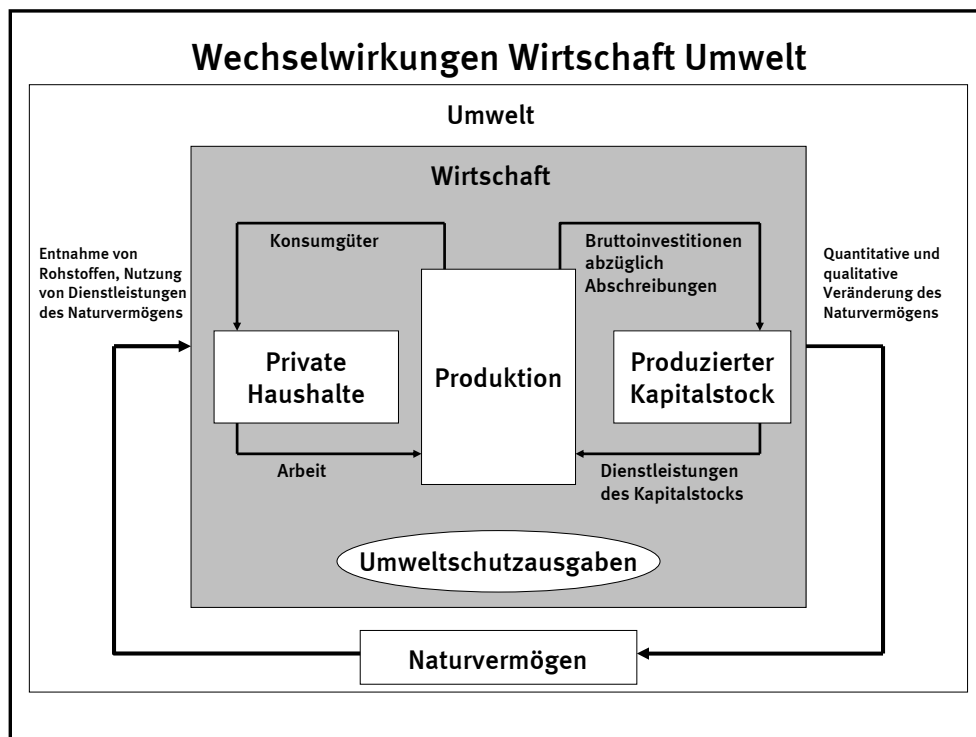 Wechselwirkungen Wirtschaft Umwelt
Umwelt
Wirtschaft
Entnahme von
Rohstoffen, Nutzung
von Dienstleistungen
des Naturvermögens
Konsumgüter
Bruttoinvestitionen
abzüglich
Abschreibungen
Quantitative und
qualitative
Veränderung des
Naturvermögens
Private
Haushalte
Produktion
Produzierter
Kapitalstock
Arbeit
Dienstleistungen
des Kapitalstocks
Umweltschutzausgaben
Naturvermögen